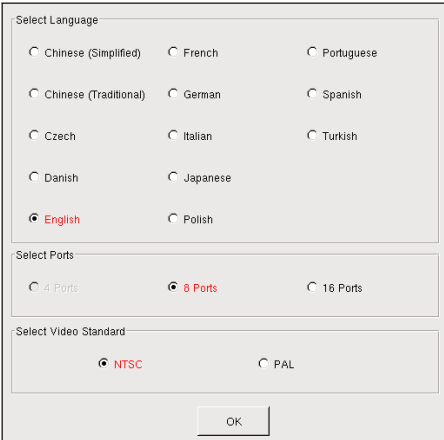 Select Language
Chinese (Simplified) French Portuguese
Chinese (Traditional) German Spanish
Czech Italian Turkish
Danish Japanese
English Polish
Select Ports
4 Ports 8 Ports 16 Ports
Select Video Standard
NTSC PAL
OK